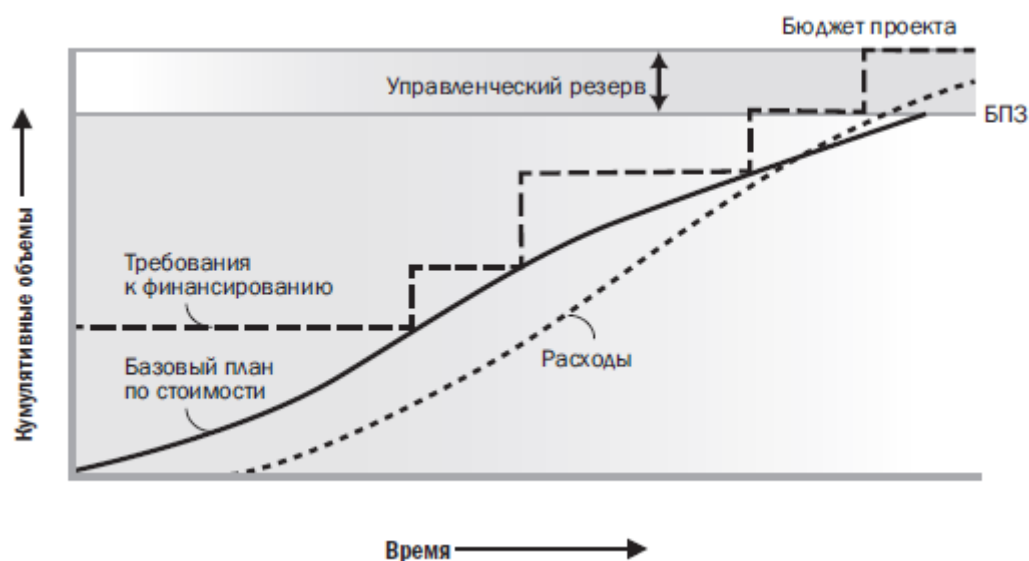 Бюджет проекта
Управленческий резерв
БПЗ
Кумулятивные объемы
Требования
к финансированию
Базовый план
по стоимости
Расходы
Время